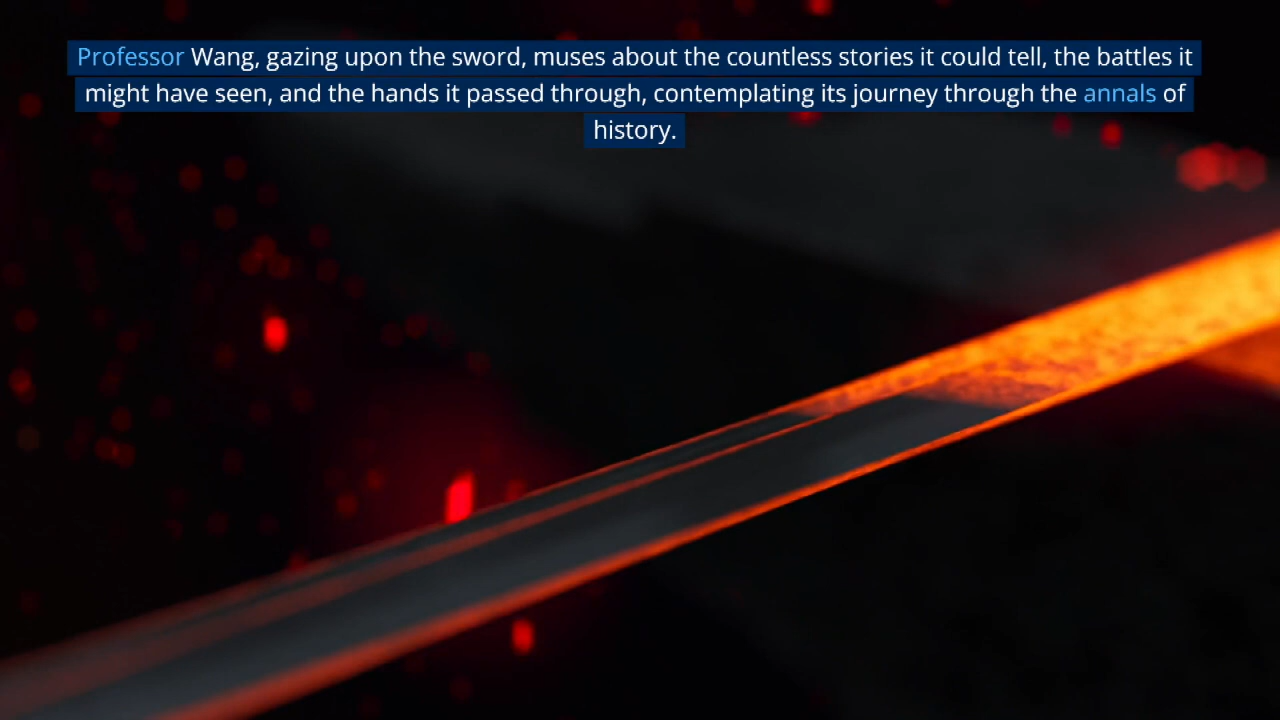 Professor Wang, gazing upon the sword, muses about the countless stories it could tell, the battles it
might have seen, and the hands it passed through, contemplating its journey through the annals of
history.